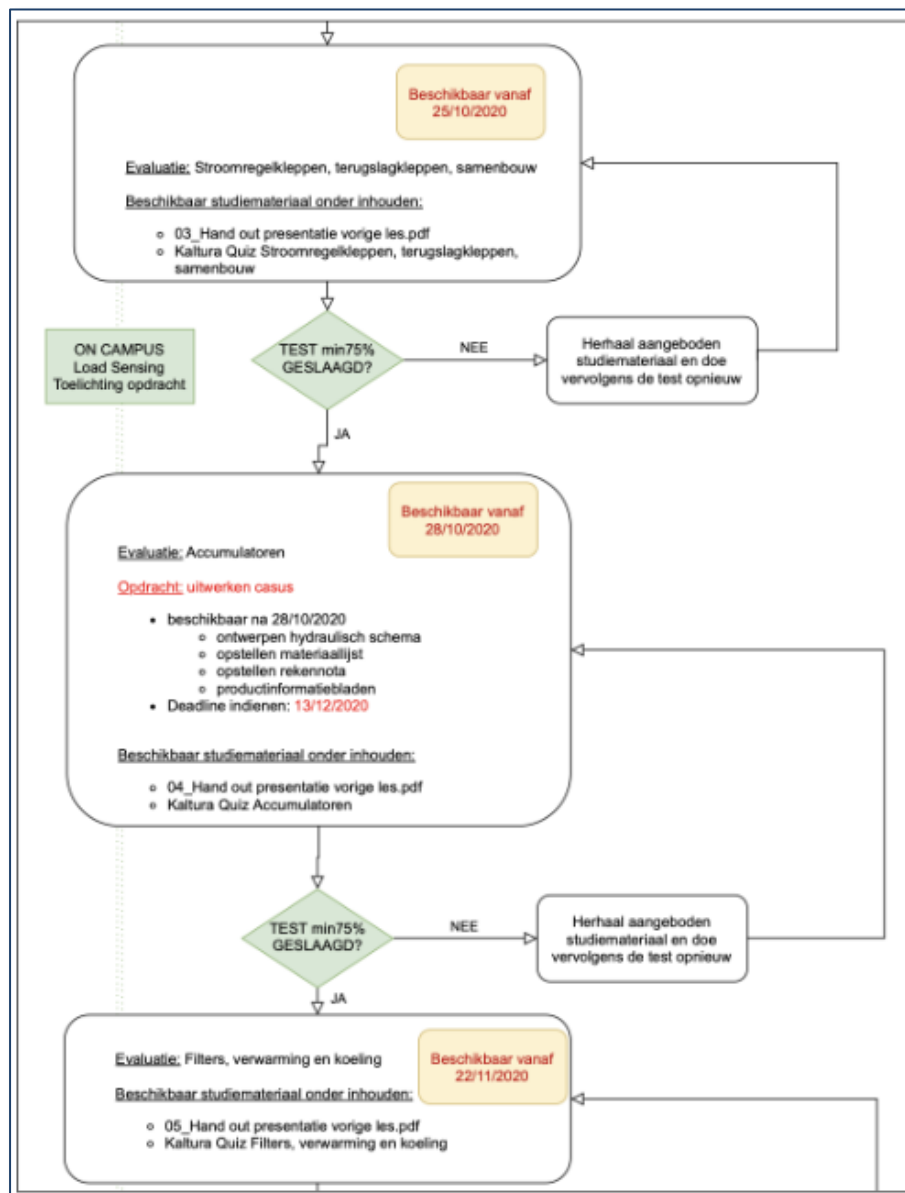 Beschikbaar vanaf
25/10/2020
Evaluatie: Stroomregelkleppen, terugslagkleppen, samenbouw
Beschikbaar studiemateriaal onder inhouden:
03_Hand out presentatie vorige les.pdf
Kaltura Quiz Stroomregelkleppen, terugslagkleppen,
samenbouw
ON CAMPUS
Load Sensing
Toelichting opdracht
TEST min75%
GESLAAGD?
NEE
Herhaal aangeboden
studiemateriaal en doe
vervolgens de test opnieuw
JA
Beschikbaar vanaf
28/10/2020
Evaluatie: Accumulatoren
Opdracht: uitwerken casus
beschikbaar na 28/10/2020
ontwerpen hydraulisch schema
opstellen materiaallijst
opstellen rekennota
productinformatiebladen
Deadline indienen: 13/12/2020
Beschikbaar studiemateriaal onder inhouden:
04_Hand out presentatie vorige les.pdf
Kaltura Quiz Accumulatoren
TEST min75%
GESLAAGD?
NEE
Herhaal aangeboden
studiemateriaal en doe
vervolgens de test opnieuw
JA
Evaluatie: Filters, verwarming en koeling
Beschikbaar vanaf
22/11/2020
Beschikbaar studiemateriaal onder inhouden:
05_Hand out presentatie vorige les.pdf
Kaltura Quiz Filters, verwarming en koeling